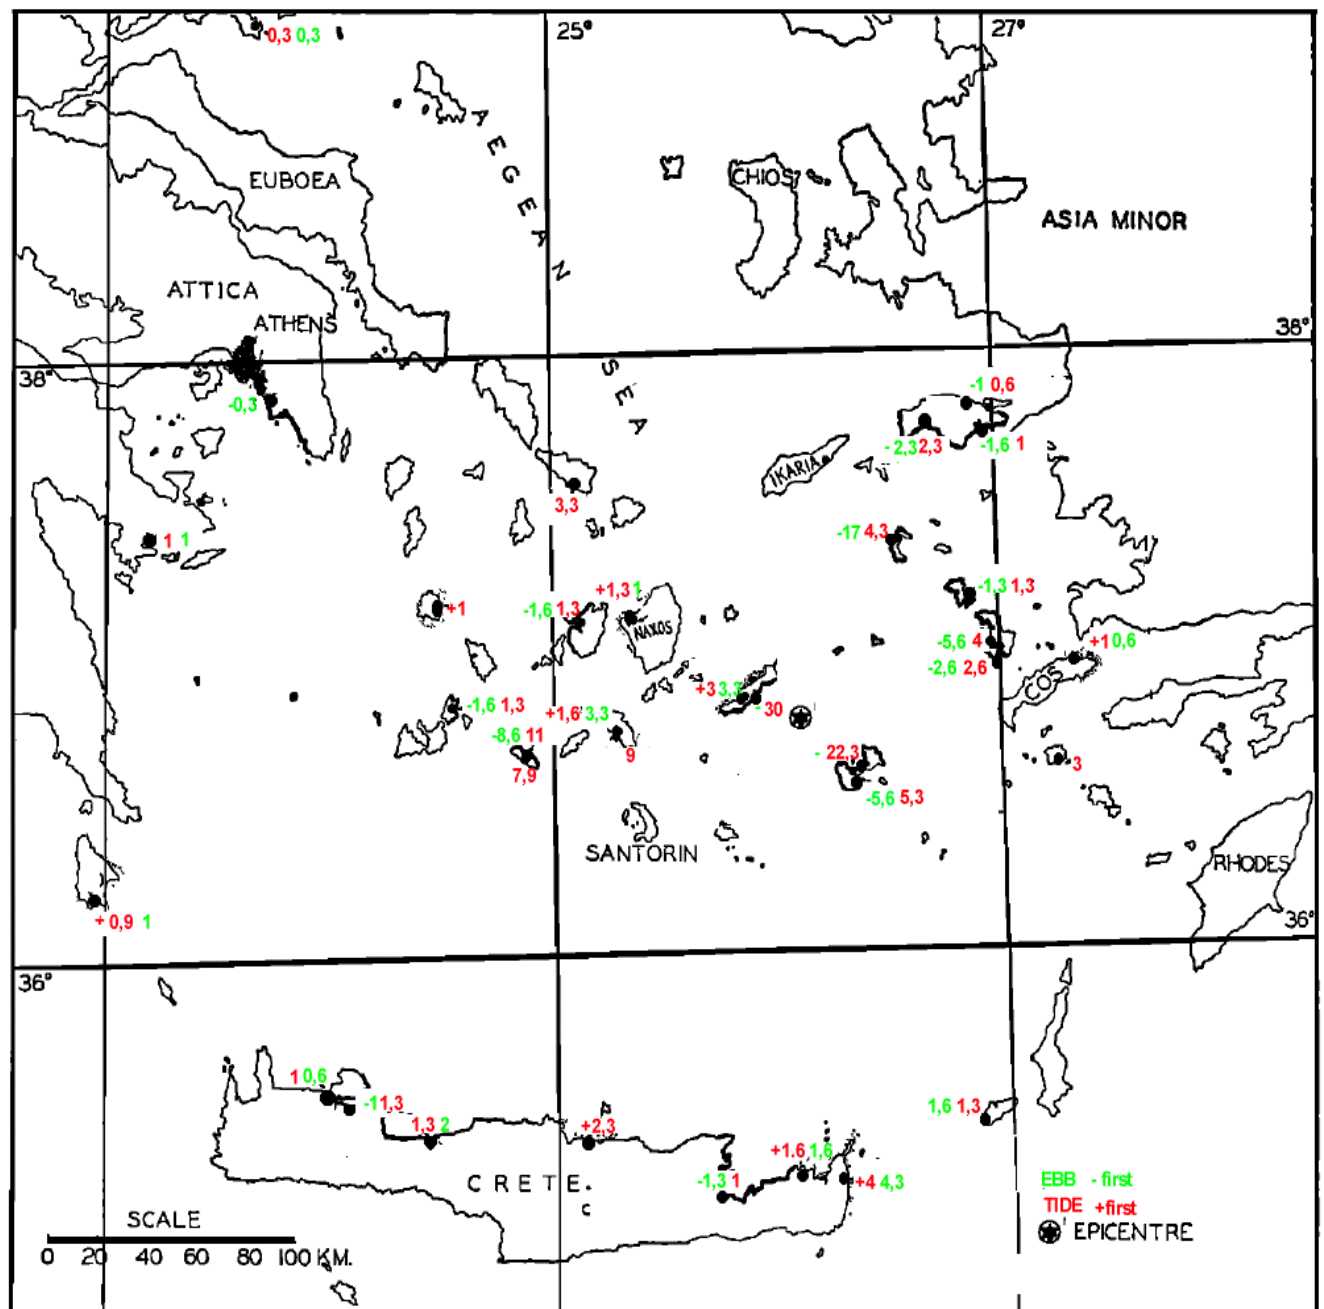 0,3 0,3
25°
27°
AEGEAN
EUBOEA
CHIOS
ASIA MINOR
ATTICA
ATHENS
38°
38°
SEA
-0,3
-1 0,6
-2,3 2,3
-1,6 1
IKARIA
3,3
-17 4,3
1 1
+1
-1,6 1,3
+1,3 1
NAXOS
-1,3 1,3
-5,6 4
-2,6 2,6
+1 0,6
COS
+3 3,3
- 30
-1,6 1,3
+1,6 3,3
-8,6 11
7,9
9
- 22,3
-5,6 5,3
3
SANTORIN
RHODES
+ 0,9 1
36°
36°
1 0,6
-1 1,3
1,3 2
+2,3
1,6 1,3
+1.6 1,6
-1,3 1
+4 4,3
CRETE.
c
EBB - first
TIDE +first
EPICENTRE
SCALE
0 20 40 60 80 100 KM.